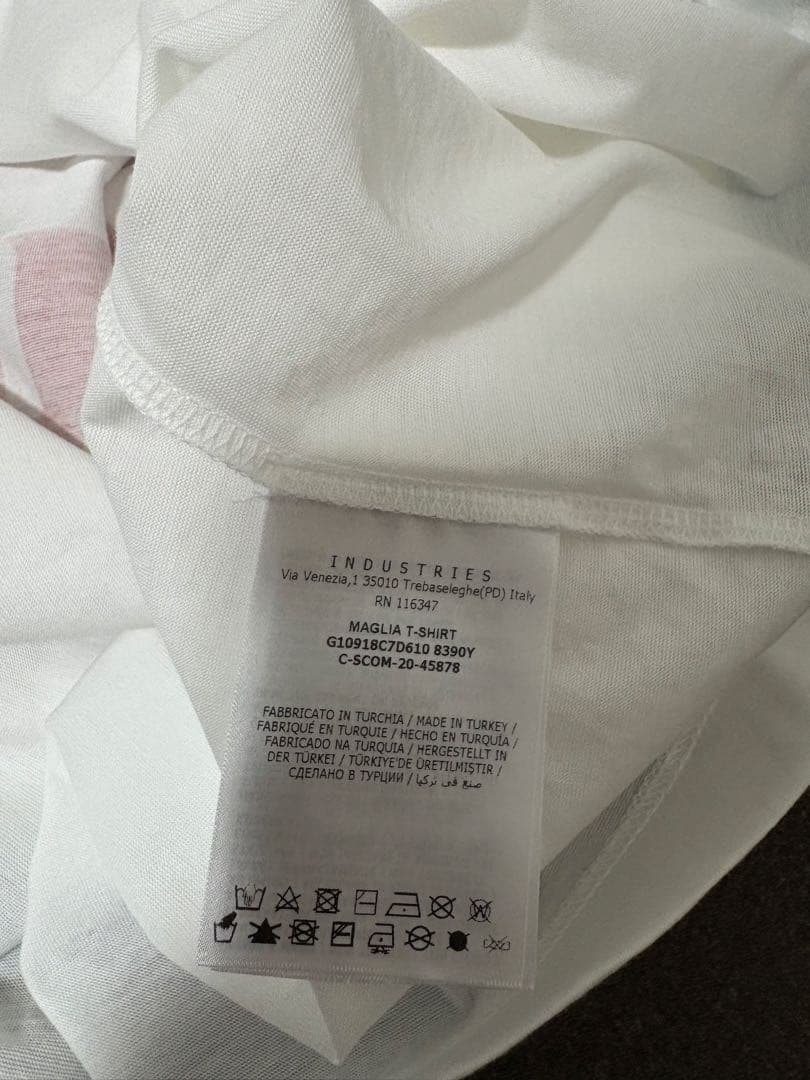 INDUSTRIES
Via Venezia,1 35010 Trebaseleghe(PD) Italy
RN 116347
MAGLIA T-SHIRT
G10918C7D610 8390Y
C-SCOM-20-45878
FABBRICATO IN TURCHIA / MADE IN TURKEY /
FABRIQUÉ EN TURQUIE / HECHO EN TURQUÍA /
FABRICADO NA TURQUIA / HERGESTELLT IN
DER TÜRKEI / TÜRKİYE'DE ÜRETILMIŞTIR /
СДЕЛАНО В ТУРЦИИ / صنع في تركيا